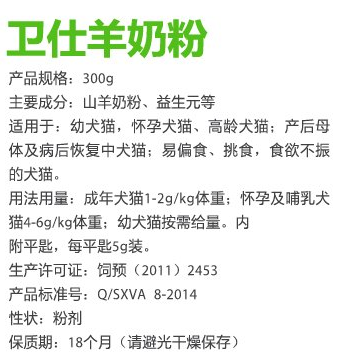 卫仕羊奶粉
产品规格：300g
主要成分：山羊奶粉、益生元等
适用于：幼犬猫，怀孕犬猫、高龄犬猫；产后母
体及病后恢复中犬猫；易偏食、挑食，食欲不振
的犬猫。
用法用量：成年犬猫1-2g/kg体重；怀孕及哺乳犬
猫4-6g/kg体重；幼犬猫按需给量。内
附平匙，每平匙5g装。
生产许可证：饲预（2011）2453
产品标准号：Q/SXVA  8-2014
性状：粉剂
保质期：18个月（请避光干燥保存）